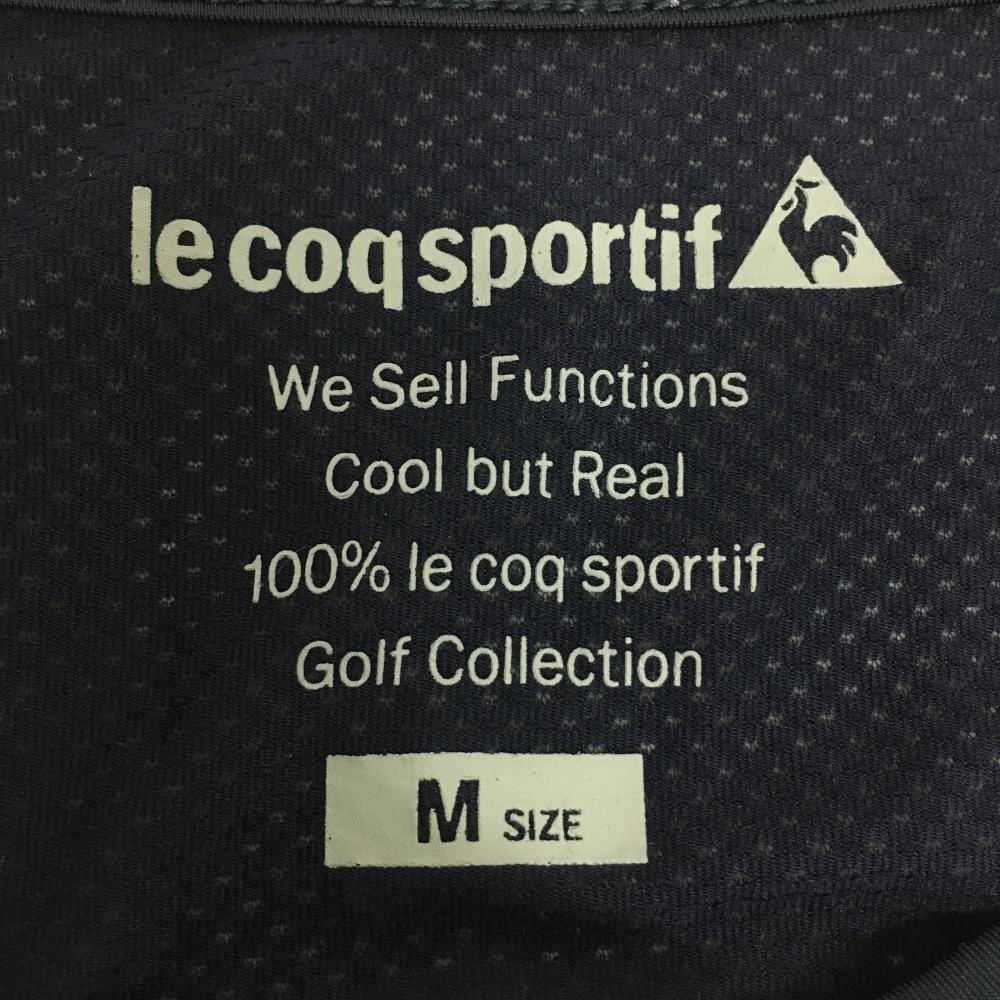 le coq sportif
We Sell Functions
Cool but Real
100% le coq sportif
Golf Collection
M SIZE